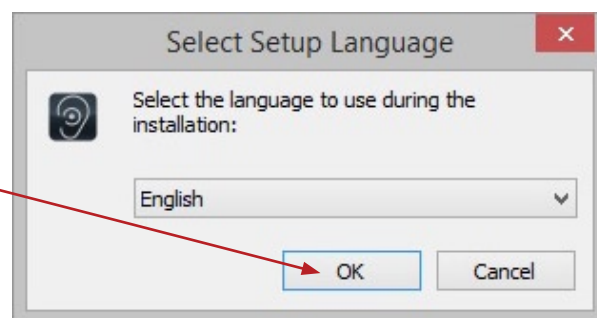 Select Setup Language
Select the language to use during the
installation:
English
OK
Cancel